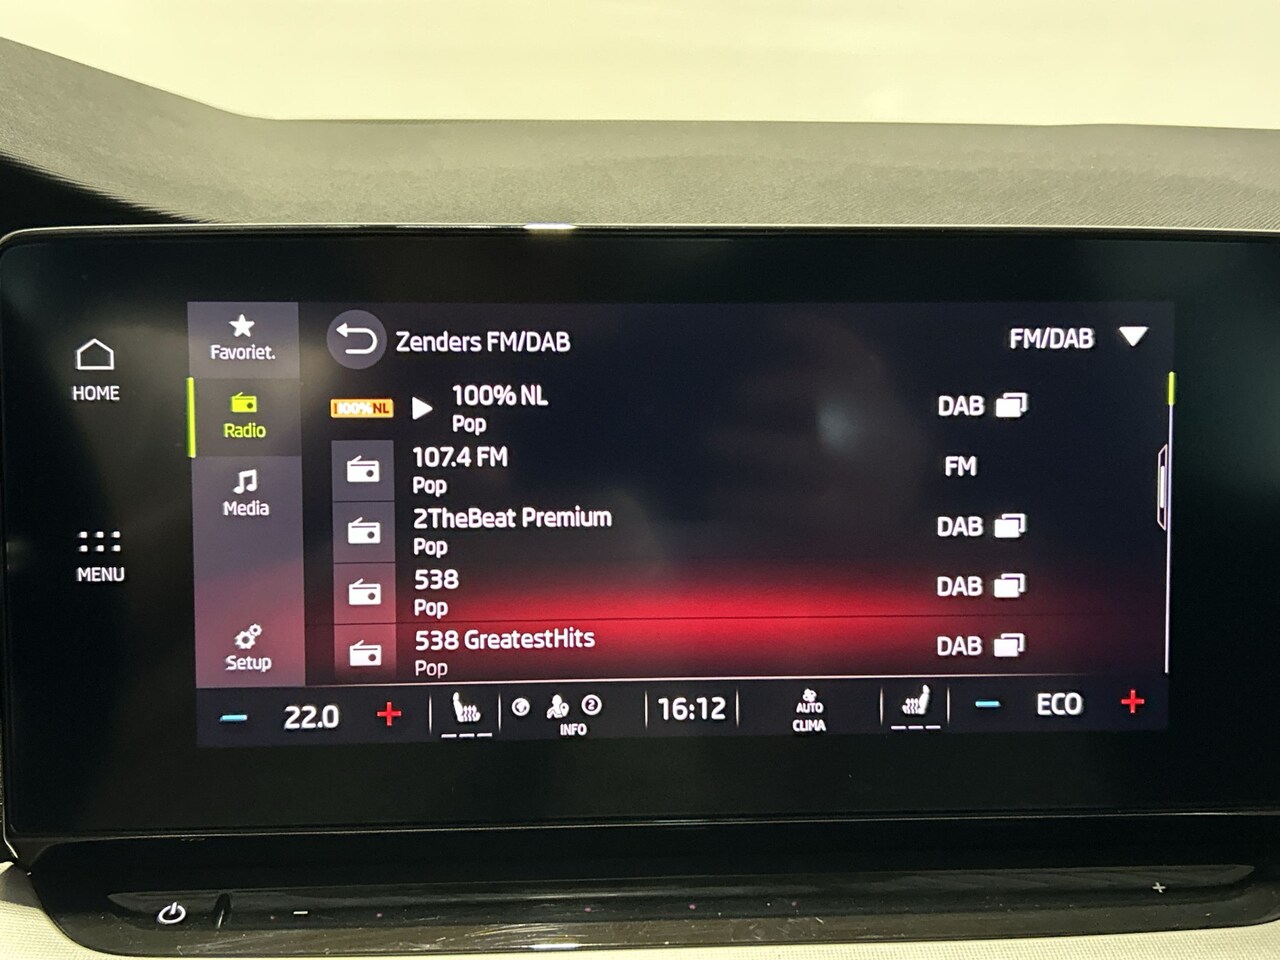 HOME
MENU
Favoriet.
Radio
Media
Setup
Zenders FM/DAB
FM/DAB
100%NL
100% NL
Pop
DAB
107.4 FM
Pop
FM
2TheBeat Premium
Pop
DAB
538
Pop
DAB
538 GreatestHits
Pop
DAB
− 22.0 +
2
INFO
16:12
AUTO
CLIMA
− ECO +
− +